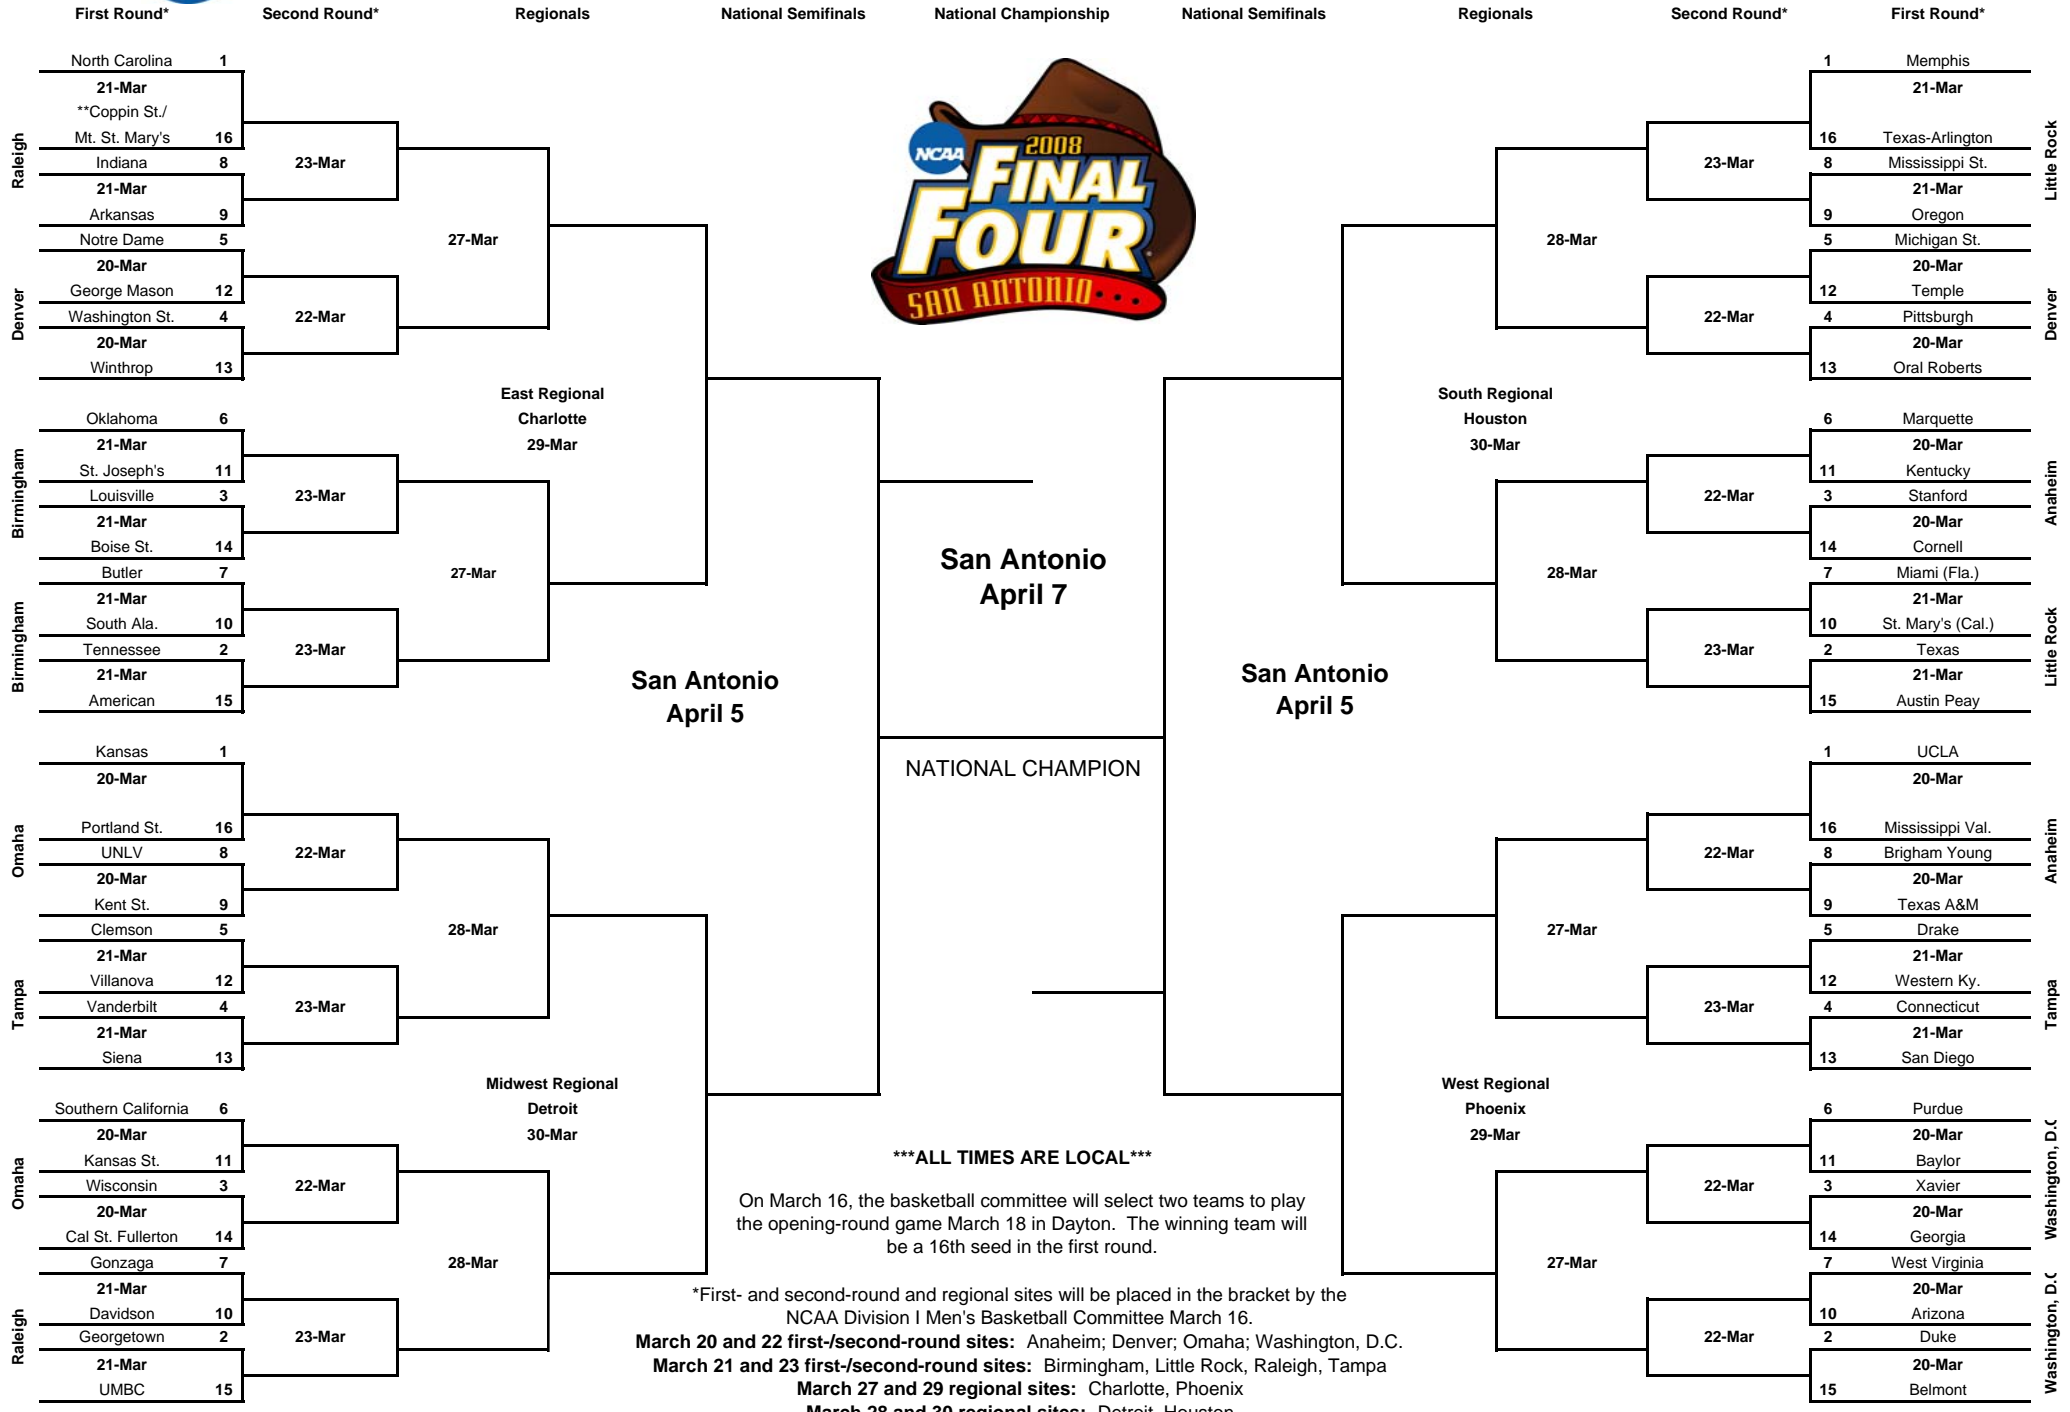 First Round*
Second Round*
Regionals
National Semifinals
National Championship
National Semifinals
Regionals
Second Round*
First Round*
North Carolina 1
21-Mar
**Coppin St./
Mt. St. Mary's 16
Indiana 8
21-Mar
Arkansas 9
Raleigh
23-Mar
Notre Dame 5
20-Mar
George Mason 12
Washington St. 4
20-Mar
Winthrop 13
Denver
22-Mar
27-Mar
East Regional
Charlotte
29-Mar
Oklahoma 6
21-Mar
St. Joseph's 11
Louisville 3
21-Mar
Boise St. 14
Birmingham
23-Mar
Butler 7
21-Mar
South Ala. 10
Tennessee 2
21-Mar
American 15
Birmingham
23-Mar
27-Mar
San Antonio
April 5
Kansas 1
20-Mar
Portland St. 16
UNLV 8
20-Mar
Kent St. 9
Omaha
22-Mar
Clemson 5
21-Mar
Villanova 12
Vanderbilt 4
21-Mar
Siena 13
Tampa
23-Mar
28-Mar
Midwest Regional
Detroit
30-Mar
Southern California 6
20-Mar
Kansas St. 11
Wisconsin 3
20-Mar
Cal St. Fullerton 14
Omaha
22-Mar
Gonzaga 7
21-Mar
Davidson 10
Georgetown 2
21-Mar
UMBC 15
Raleigh
23-Mar
28-Mar
NCAA
2008
FINAL
FOUR
SAN ANTONIO
San Antonio
April 7
NATIONAL CHAMPION
1 Memphis
21-Mar
16 Texas-Arlington
8 Mississippi St.
21-Mar
9 Oregon
Little Rock
23-Mar
5 Michigan St.
20-Mar
12 Temple
4 Pittsburgh
20-Mar
13 Oral Roberts
Denver
22-Mar
28-Mar
South Regional
Houston
30-Mar
6 Marquette
20-Mar
11 Kentucky
3 Stanford
20-Mar
14 Cornell
Anaheim
22-Mar
7 Miami (Fla.)
21-Mar
10 St. Mary's (Cal.)
2 Texas
21-Mar
15 Austin Peay
Little Rock
23-Mar
28-Mar
San Antonio
April 5
1 UCLA
20-Mar
16 Mississippi Val.
8 Brigham Young
20-Mar
9 Texas A&M
Anaheim
22-Mar
5 Drake
21-Mar
12 Western Ky.
4 Connecticut
21-Mar
13 San Diego
Tampa
23-Mar
27-Mar
West Regional
Phoenix
29-Mar
6 Purdue
20-Mar
11 Baylor
3 Xavier
20-Mar
14 Georgia
Washington, D.C
22-Mar
7 West Virginia
20-Mar
10 Arizona
2 Duke
20-Mar
15 Belmont
Washington, D.C
22-Mar
27-Mar
***ALL TIMES ARE LOCAL***
On March 16, the basketball committee will select two teams to play
the opening-round game March 18 in Dayton. The winning team will
be a 16th seed in the first round.
*First- and second-round and regional sites will be placed in the bracket by the
NCAA Division I Men's Basketball Committee March 16.
March 20 and 22 first-/second-round sites: Anaheim; Denver; Omaha; Washington, D.C.
March 21 and 23 first-/second-round sites: Birmingham, Little Rock, Raleigh, Tampa
March 27 and 29 regional sites: Charlotte, Phoenix
March 28 and 30 regional sites: Detroit, Houston